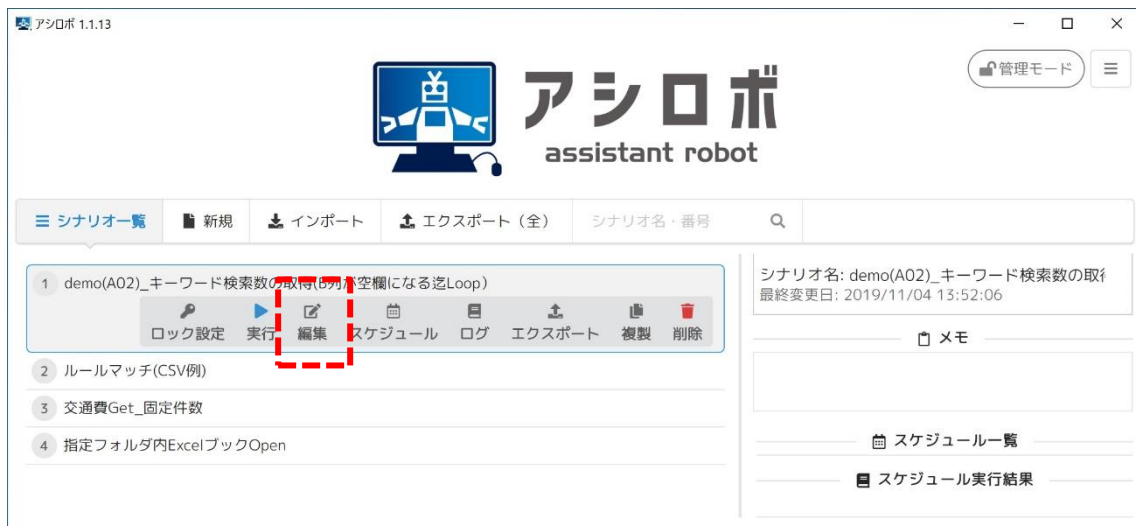 アシロボ 1.1.13
管理モード
アシロボ
assistant robot
シナリオ一覧 新規 インポート エクスポート（全） シナリオ名・番号
1 demo(A02)_キーワード検索数の取得(B列が空欄になる迄Loop)
ロック設定 実行 編集 スケジュール ログ エクスポート 複製 削除
2 ルールマッチ(CSV例)
3 交通費Get_固定件数
4 指定フォルダ内ExcelブックOpen
シナリオ名: demo(A02)_キーワード検索数の取
最終変更日: 2019/11/04 13:52:06
メモ
スケジュール一覧
スケジュール実行結果